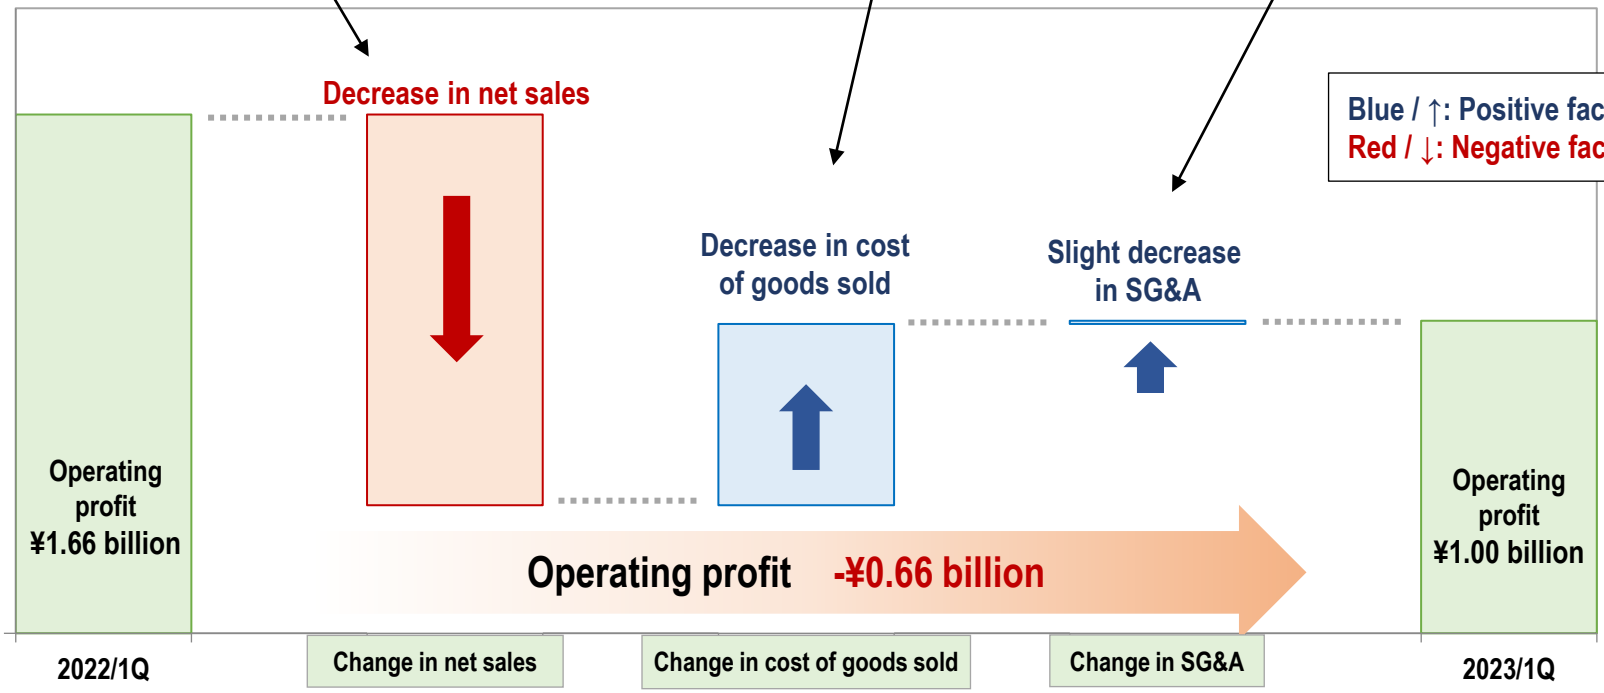 Decrease in net sales
Blue / ↑: Positive fac
Red / ↓: Negative fac
Decrease in cost
of goods sold
Slight decrease
in SG&A
Operating
profit
¥1.66 billion
Operating profit -¥0.66 billion
Operating
profit
¥1.00 billion
2022/1Q
Change in net sales
Change in cost of goods sold
Change in SG&A
2023/1Q